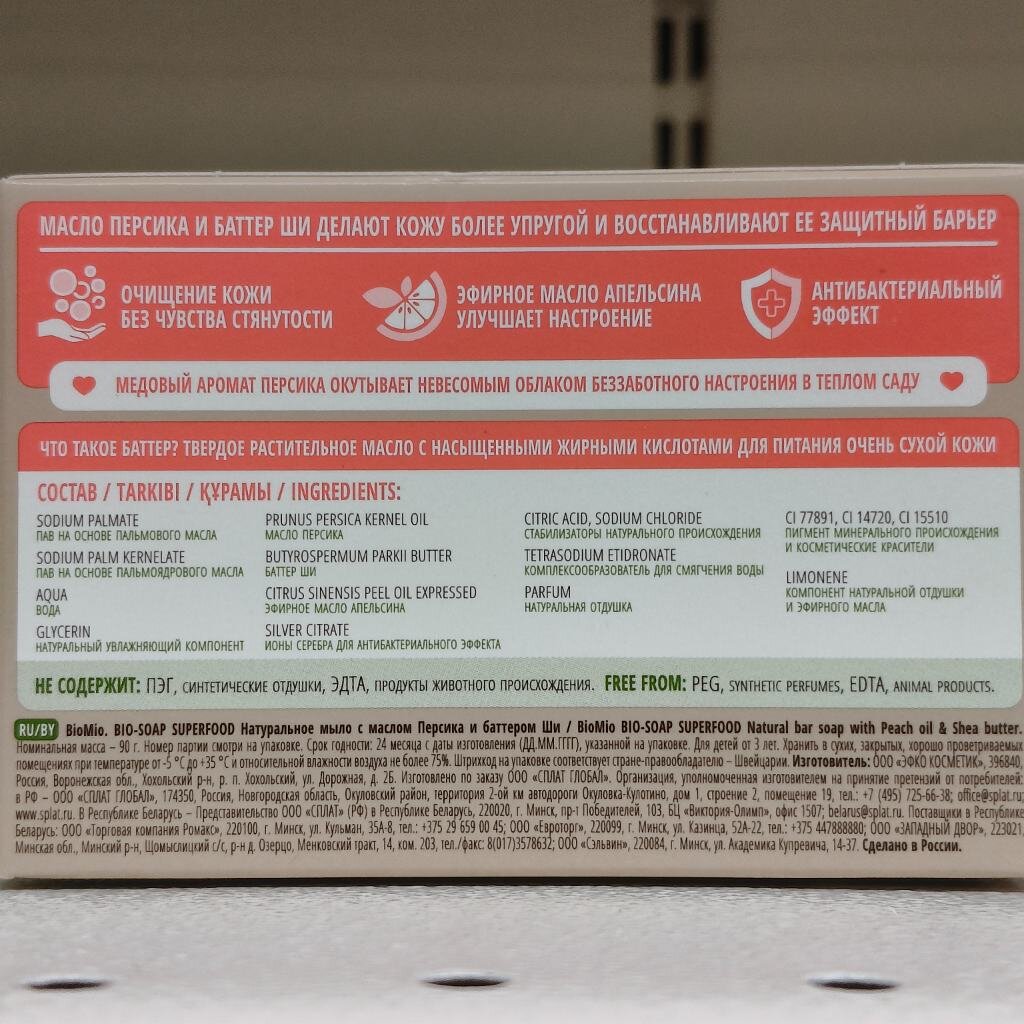 МАСЛО ПЕРСИКА И БАТТЕР ШИ ДЕЛАЮТ КОЖУ БОЛЕЕ УПРУГОЙ И ВОССТАНАВЛИВАЮТ ЕЕ ЗАЩИТНЫЙ БАРЬЕР
ОЧИЩЕНИЕ КОЖИ
БЕЗ ЧУВСТВА СТЯНУТОСТИ
ЭФИРНОЕ МАСЛО АПЕЛЬСИНА
УЛУЧШАЕТ НАСТРОЕНИЕ
АНТИБАКТЕРИАЛЬНЫЙ
ЭФФЕКТ
МЕДОВЫЙ АРОМАТ ПЕРСИКА ОКУТЫВАЕТ НЕВЕСОМЫМ ОБЛАКОМ БЕЗЗАБОТНОГО НАСТРОЕНИЯ В ТЕПЛОМ САДУ
ЧТО ТАКОЕ БАТТЕР? ТВЕРДОЕ РАСТИТЕЛЬНОЕ МАСЛО С НАСЫЩЕННЫМИ ЖИРНЫМИ КИСЛОТАМИ ДЛЯ ПИТАНИЯ ОЧЕНЬ СУХОЙ КОЖИ
СОСТАВ / TARKIBI / ҚҰРАМЫ / INGREDIENTS:
SODIUM PALMATE
ПАВ НА ОСНОВЕ ПАЛЬМОВОГО МАСЛА
SODIUM PALM KERNELATE
ПАВ НА ОСНОВЕ ПАЛЬМОЯДРОВОГО МАСЛА
AQUA
ВОДА
GLYCERIN
НАТУРАЛЬНЫЙ УВЛАЖНЯЮЩИЙ КОМПОНЕНТ
PRUNUS PERSICA KERNEL OIL
МАСЛО ПЕРСИКА
BUTYROSPERMUM PARKII BUTTER
БАТТЕР ШИ
CITRUS SINENSIS PEEL OIL EXPRESSED
ЭФИРНОЕ МАСЛО АПЕЛЬСИНА
SILVER CITRATE
ИОНЫ СЕРЕБРА ДЛЯ АНТИБАКТЕРИАЛЬНОГО ЭФФЕКТА
CITRIC ACID, SODIUM CHLORIDE
СТАБИЛИЗАТОРЫ НАТУРАЛЬНОГО ПРОИСХОЖДЕНИЯ
TETRASODIUM ETIDRONATE
КОМПЛЕКСООБРАЗОВАТЕЛЬ ДЛЯ СМЯГЧЕНИЯ ВОДЫ
PARFUM
НАТУРАЛЬНАЯ ОТДУШКА
CI 77891, CI 14720, CI 15510
ПИГМЕНТ МИНЕРАЛЬНОГО ПРОИСХОЖДЕНИЯ
И КОСМЕТИЧЕСКИЕ КРАСИТЕЛИ
LIMONENE
КОМПОНЕНТ НАТУРАЛЬНОЙ ОТДУШКИ
И ЭФИРНОГО МАСЛА
НЕ СОДЕРЖИТ: ПЭГ, СИНТЕТИЧЕСКИЕ ОТДУШКИ, ЭДТА, ПРОДУКТЫ ЖИВОТНОГО ПРОИСХОЖДЕНИЯ. FREE FROM: PEG, SYNTHETIC PERFUMES, EDTA, ANIMAL PRODUCTS.
RU/BY BioMio. BIO-SOAP SUPERFOOD Натуральное мыло с маслом Персика и баттером Ши / BioMio BIO-SOAP SUPERFOOD Natural bar soap with Peach oil & Shea butter.
Номинальная масса – 90 г. Номер партии смотри на упаковке. Срок годности: 24 месяца с даты изготовления (ДД.ММ.ГГГГ), указанной на упаковке. Для детей от 3 лет. Хранить в сухих, закрытых, хорошо проветриваемых
помещениях при температуре от -5 °С до +35 °С и относительной влажности воздуха не более 75%. Штрихкод на упаковке соответствует стране-правообладателю – Швейцарии. Изготовитель: ООО «ЭФКО КОСМЕТИК», 396840,
Россия, Воронежская обл., Хохольский р-н, р. п. Хохольский, ул. Дорожная, д. 2Б. Изготовлено по заказу ООО «СПЛАТ ГЛОБАЛ». Организация, уполномоченная изготовителем на принятие претензий от потребителей:
в РФ – ООО «СПЛАТ ГЛОБАЛ», 174350, Россия, Новгородская область, Окуловский район, территория 2-ой км автодороги Окуловка-Кулотино, дом 1, строение 2, помещение 19, тел.: +7 (495) 725-66-38; office@splat.ru;
www.splat.ru. В Республике Беларусь – Представительство ООО «СПЛАТ» (РФ) в Республике Беларусь, 220020, г. Минск, пр-т Победителей, 103, БЦ «Виктория-Олимп», офис 1507; belarus@splat.ru. Поставщики в Республике
Беларусь: ООО «Торговая компания Ромакс», 220100, г. Минск, ул. Кульман, 35А-8, тел.: +375 29 659 00 45; ООО «Евроторг», 220099, г. Минск, ул. Казинца, 52А-22, тел.: +375 447888880; ООО «ЗАПАДНЫЙ ДВОР», 223021,
Минская обл., Минский р-н, Щомыслицкий с/с, р-н д. Озерцо, Менковский тракт, 14, ком. 203, тел./факс: 8(017)3578632; ООО «Сэльвин», 220084, г. Минск, ул. Академика Купревича, 14-37. Сделано в России.